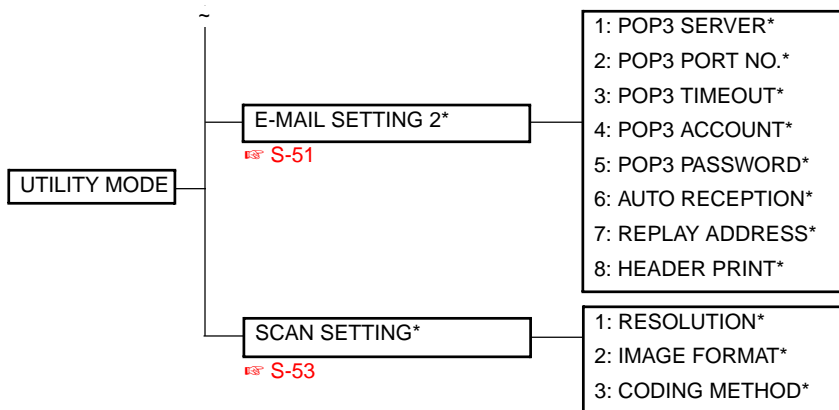 ~
UTILITY MODE
E-MAIL SETTING 2*
☞ S-51
1: POP3 SERVER*
2: POP3 PORT NO.*
3: POP3 TIMEOUT*
4: POP3 ACCOUNT*
5: POP3 PASSWORD*
6: AUTO RECEPTION*
7: REPLAY ADDRESS*
8: HEADER PRINT*
SCAN SETTING*
☞ S-53
1: RESOLUTION*
2: IMAGE FORMAT*
3: CODING METHOD*